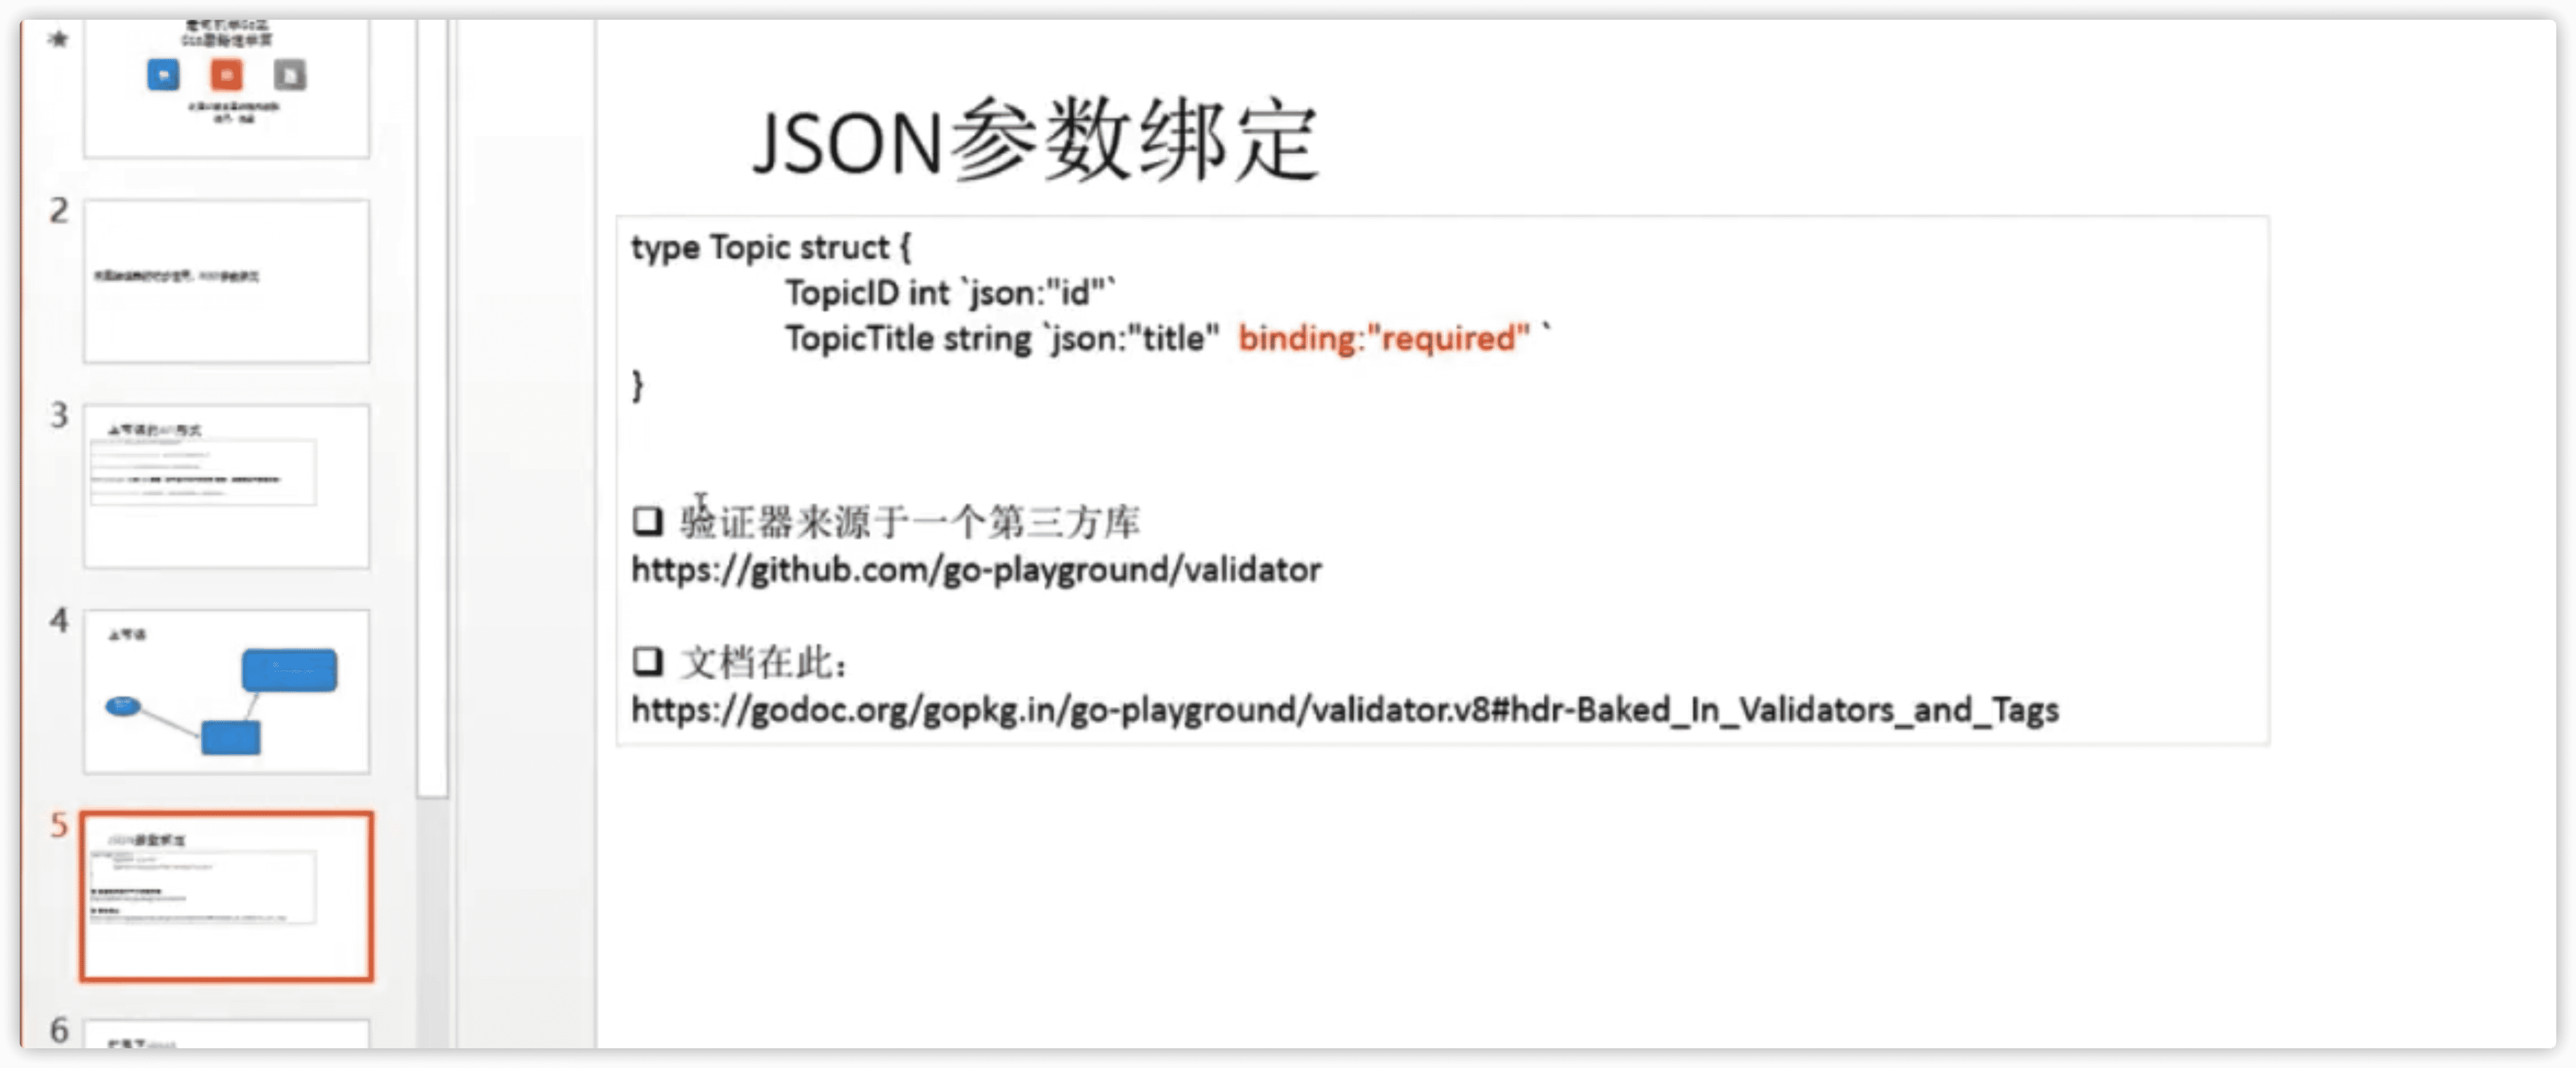 2
3
4
5
6
JSON参数绑定
type Topic struct {
TopicID int `json:"id"`
TopicTitle string `json:"title" binding:"required" `
}
❑ 验证器来源于一个第三方库
https://github.com/go-playground/validator
❑ 文档在此：
https://godoc.org/gopkg.in/go-playground/validator.v8#hdr-Baked_In_Validators_and_Tags